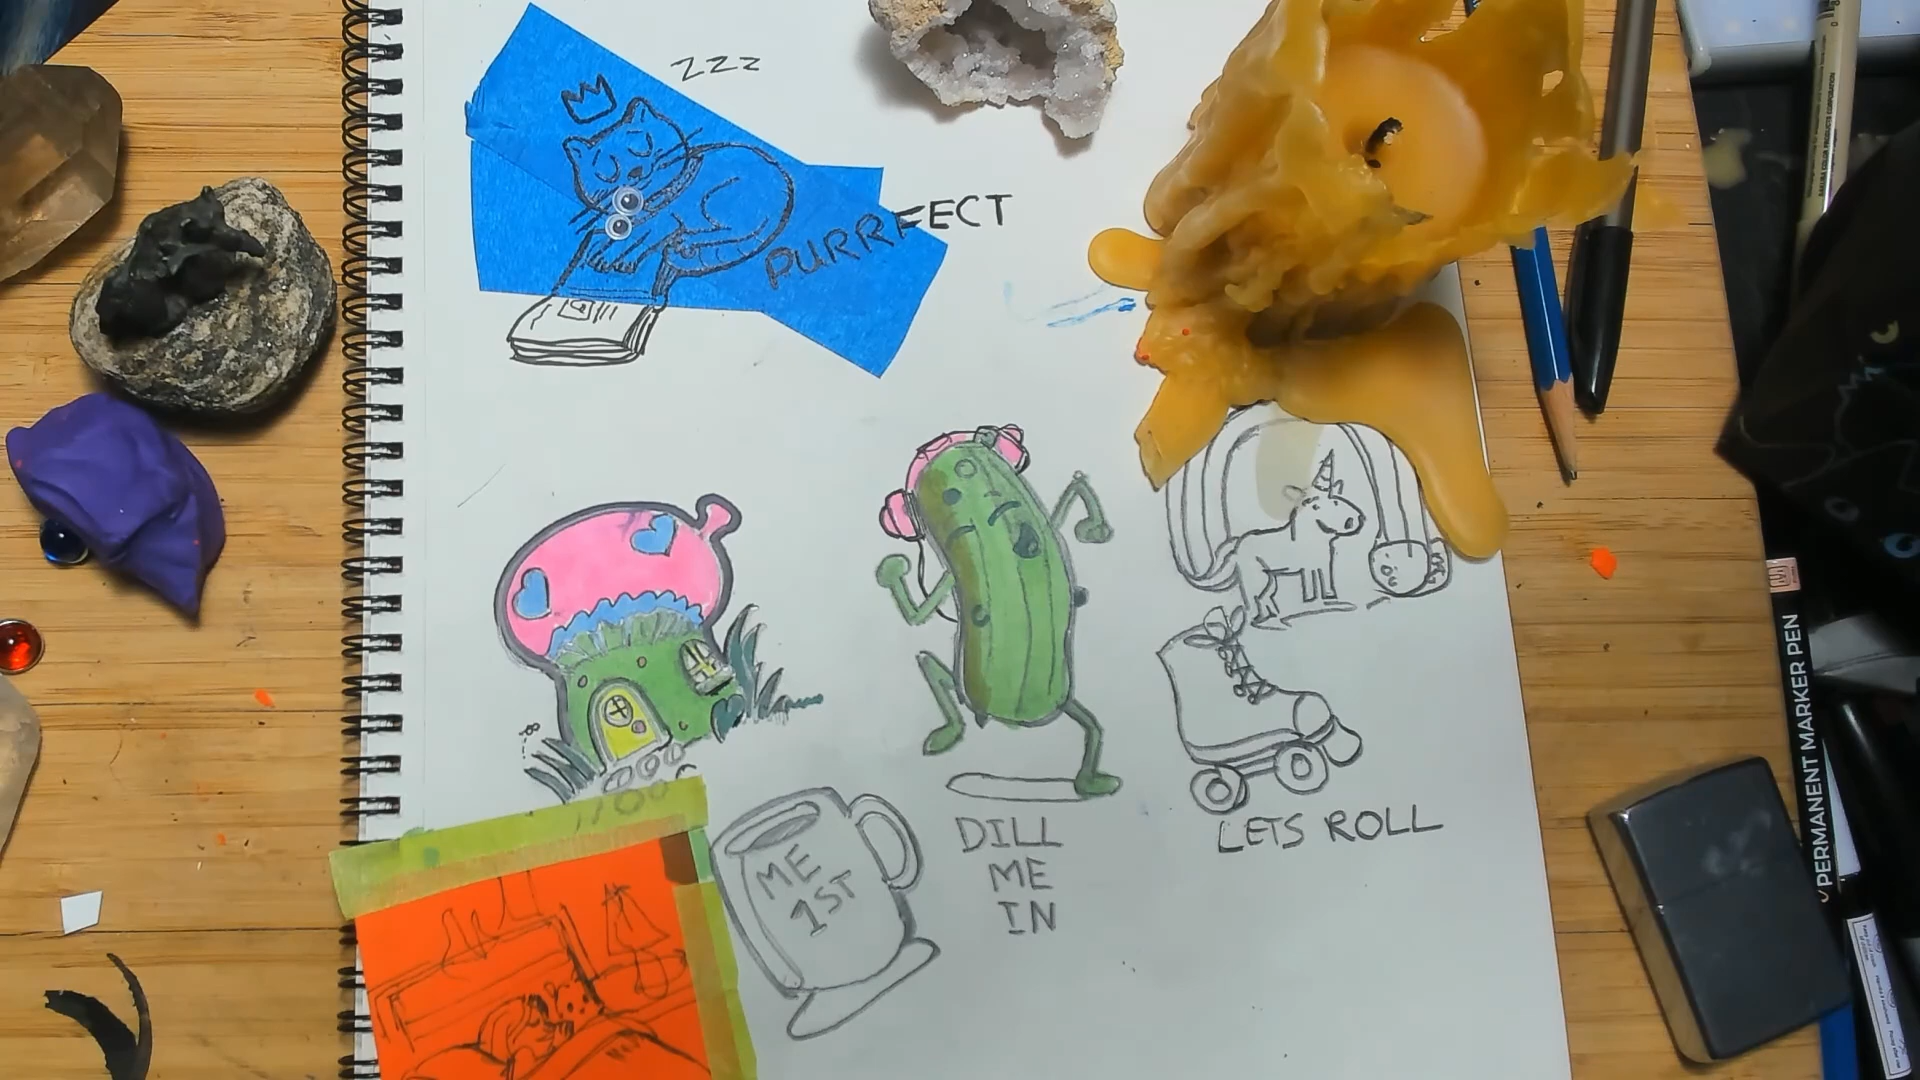 ZZZ
PURRFECT
ME
1ST
DILL
ME
IN
LETS ROLL
PERMANENT MARKER PEN